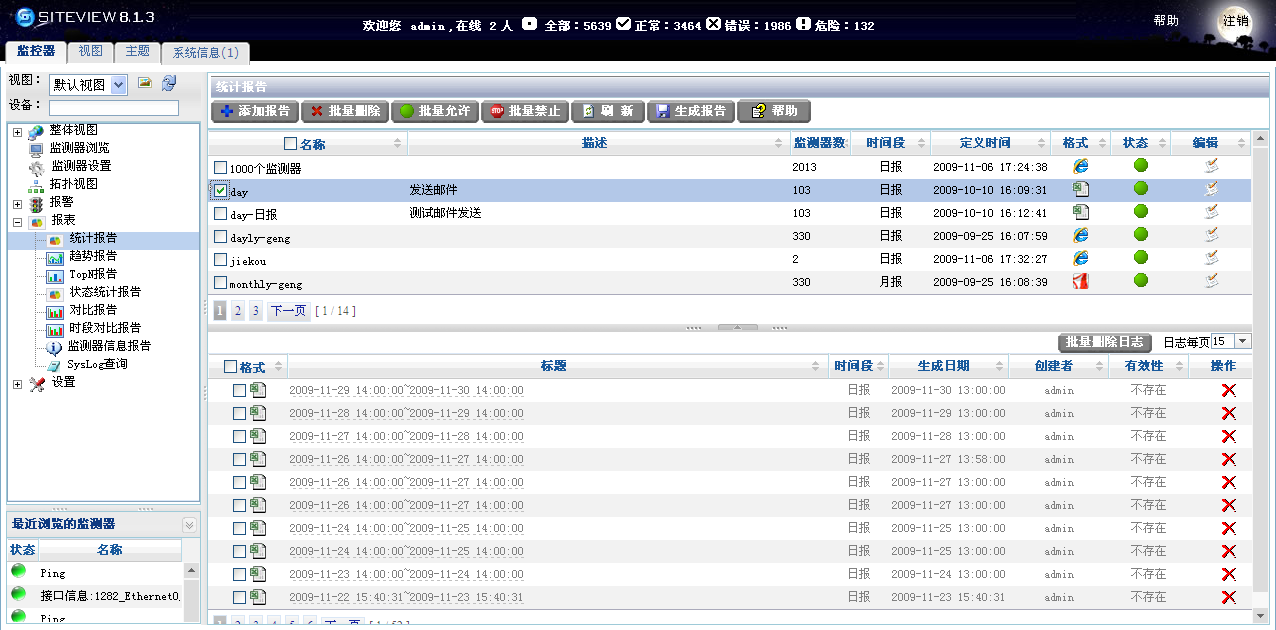 SITEVIEW 8.1.3
欢迎您 admin,在线 2 人 全部：5639 正常：3464 错误：1986 危险：132
帮助 注销
监控器 视图 主题 系统信息(1)
视图： 默认视图
设备：
整体视图
监测器浏览
监测器设置
拓扑视图
报警
报表
统计报告
趋势报告
TopN报告
状态统计报告
对比报告
时段对比报告
监测器信息报告
SysLog查询
设置
最近浏览的监测器
状态 名称
Ping
接口信息:1282_Ethernet0,
Ping
统计报告
添加报告 批量删除 批量允许 批量禁止 刷 新 生成报告 帮助
名称 描述 监测器数 时间段 定义时间 格式 状态 编辑
1000个监测器 2013 日报 2009-11-06 17:24:38
day 发送邮件 103 日报 2009-10-10 16:09:31
day-日报 测试邮件发送 103 日报 2009-10-10 16:12:41
dayly-geng 330 日报 2009-09-25 16:07:59
jiekou 2 日报 2009-11-06 17:32:27
monthly-geng 330 月报 2009-09-25 16:08:39
1 2 3 下一页 [ 1 / 14 ]
批量删除日志 日志每页 15
格式 标题 时间段 生成日期 创建者 有效性 操作
2009-11-29 14:00:00~2009-11-30 14:00:00 日报 2009-11-30 13:00:00 admin 不存在
2009-11-28 14:00:00~2009-11-29 14:00:00 日报 2009-11-29 13:00:00 admin 不存在
2009-11-27 14:00:00~2009-11-28 14:00:00 日报 2009-11-28 13:00:00 admin 不存在
2009-11-26 14:00:00~2009-11-27 14:00:00 日报 2009-11-27 13:58:00 admin 不存在
2009-11-26 14:00:00~2009-11-27 14:00:00 日报 2009-11-27 13:00:00 admin 不存在
2009-11-26 14:00:00~2009-11-27 14:00:00 日报 2009-11-27 13:00:00 admin 不存在
2009-11-24 14:00:00~2009-11-25 14:00:00 日报 2009-11-25 13:00:00 admin 不存在
2009-11-24 14:00:00~2009-11-25 14:00:00 日报 2009-11-25 13:00:00 admin 不存在
2009-11-23 14:00:00~2009-11-24 14:00:00 日报 2009-11-24 13:00:00 admin 不存在
2009-11-22 15:40:31~2009-11-23 15:40:31 日报 2009-11-23 15:40:31 admin 不存在
1 2 3 4 5 6 下一页